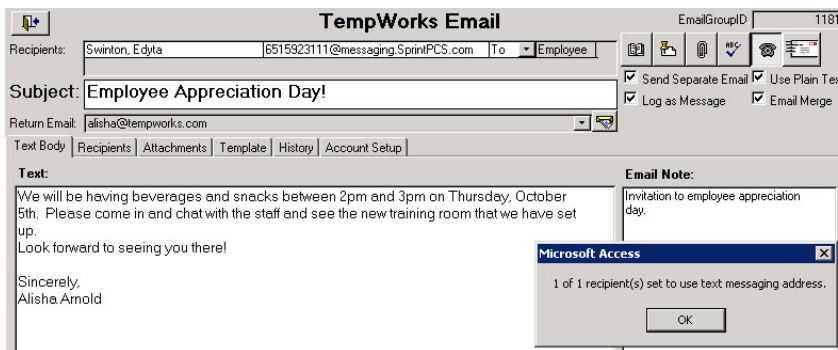 TempWorks Email
EmailGroupID 1181
Recipients: Swinton, Edyta 6515923111@messaging.SprintPCS.com To Employee
ABC
Send Separate Email Use Plain Tex
Subject: Employee Appreciation Day!
Log as Message Email Merge
Return Email: alisha@tempworks.com
Text Body Recipients Attachments Template History Account Setup
Text:
Email Note:
We will be having beverages and snacks between 2pm and 3pm on Thursday, October
5th. Please come in and chat with the staff and see the new training room that we have set
up.
Look forward to seeing you there!
Sincerely,
Alisha Arnold
Invitation to employee appreciation
day.
Microsoft Access
1 of 1 recipient(s) set to use text messaging address.
OK